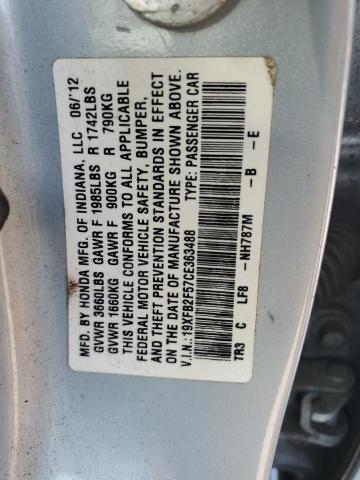 MFD. BY HONDA MFG. OF INDIANA, LLC 06/'12
GVWR 3660LBS GAWR F 1985LBS R 1742LBS
GVWR 1660KG GAWR F 900KG R 790KG
THIS VEHICLE CONFORMS TO ALL APPLICABLE
FEDERAL MOTOR VEHICLE SAFETY, BUMPER,
AND THEFT PREVENTION STANDARDS IN EFFECT
ON THE DATE OF MANUFACTURE SHOWN ABOVE.
V.I.N.:19XFB2F57CE363488 TYPE: PASSENGER CAR
TR3 C LF8 -NH787M -B -E